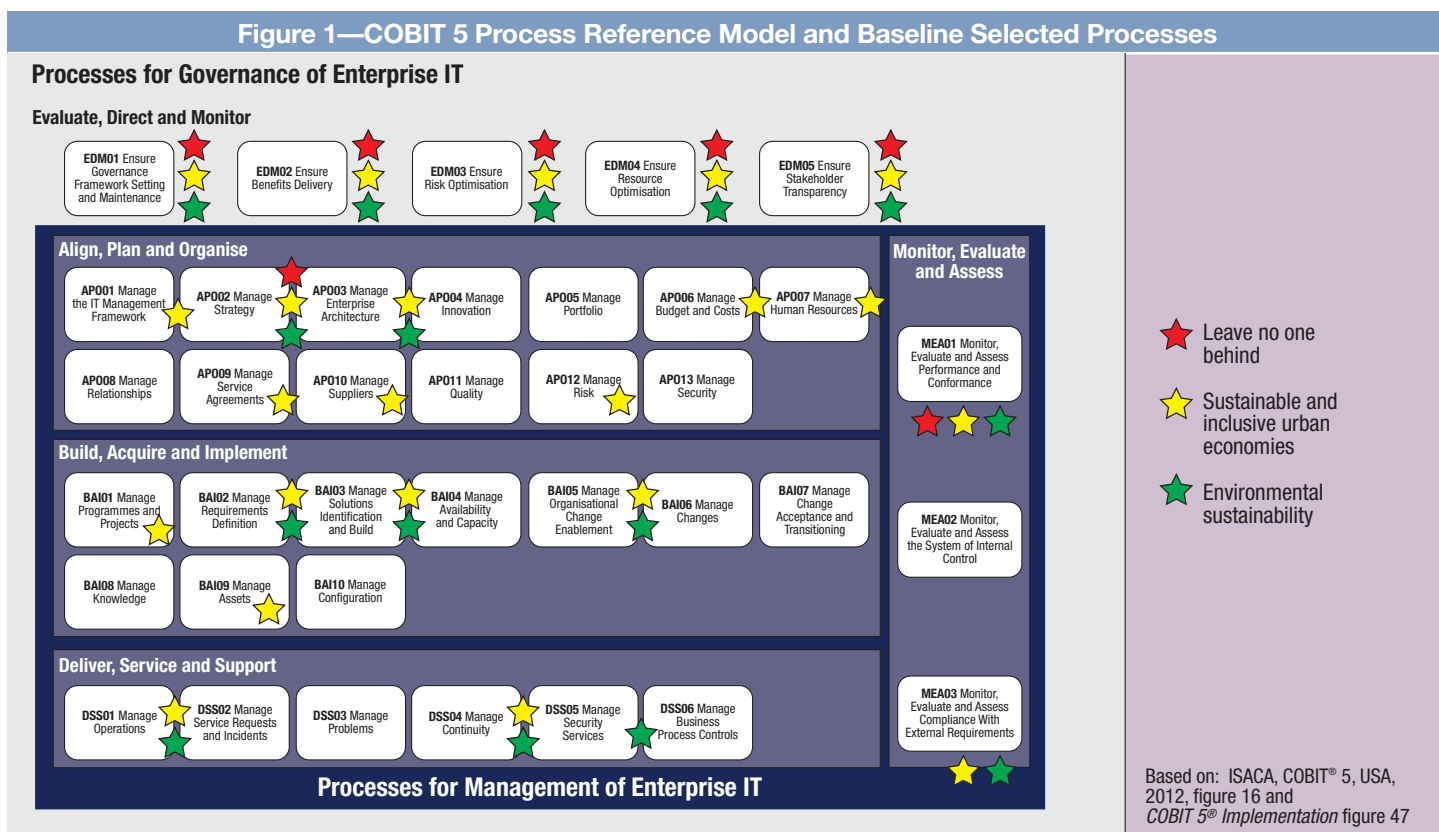 Figure 1—COBIT 5 Process Reference Model and Baseline Selected Processes
Processes for Governance of Enterprise IT
Evaluate, Direct and Monitor
EDM01 Ensure
Governance
Framework Setting
and Maintenance
EDM02 Ensure
Benefits Delivery
EDM03 Ensure
Risk Optimisation
EDM04 Ensure
Resource
Optimisation
EDM05 Ensure
Stakeholder
Transparency
Align, Plan and Organise
APO01 Manage
the IT Management
Framework
APO02 Manage
Strategy
APO03 Manage
Enterprise
Architecture
APO04 Manage
Innovation
APO05 Manage
Portfolio
APO06 Manage
Budget and Costs
APO07 Manage
Human Resources
APO08 Manage
Relationships
APO09 Manage
Service
Agreements
APO10 Manage
Suppliers
APO11 Manage
Quality
APO12 Manage
Risk
APO13 Manage
Security
Build, Acquire and Implement
BAI01 Manage
Programmes and
Projects
BAI02 Manage
Requirements
Definition
BAI03 Manage
Solutions
Identification
and Build
BAI04 Manage
Availability
and Capacity
BAI05 Manage
Organisational
Change
Enablement
BAI06 Manage
Changes
BAI07 Manage
Change
Acceptance and
Transitioning
BAI08 Manage
Knowledge
BAI09 Manage
Assets
BAI10 Manage
Configuration
Deliver, Service and Support
DSS01 Manage
Operations
DSS02 Manage
Service Requests
and Incidents
DSS03 Manage
Problems
DSS04 Manage
Continuity
DSS05 Manage
Security
Services
DSS06 Manage
Business
Process Controls
Monitor, Evaluate
and Assess
MEA01 Monitor,
Evaluate and Assess
Performance and
Conformance
MEA02 Monitor,
Evaluate and Assess
the System of Internal
Control
MEA03 Monitor,
Evaluate and Assess
Compliance With
External Requirements
Processes for Management of Enterprise IT
Leave no one
behind
Sustainable and
inclusive urban
economies
Environmental
sustainability
Based on: ISACA, COBIT® 5, USA,
2012, figure 16 and
COBIT 5® Implementation figure 47